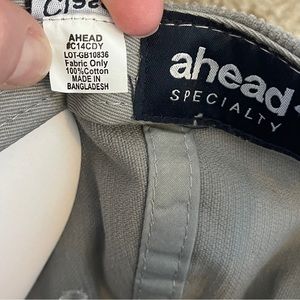 AHEAD
#C14CDY
LOT-GB10836
Fabric Only
100%Cotton
MADE IN
BANGLADESH
ahead
SPECIALTY